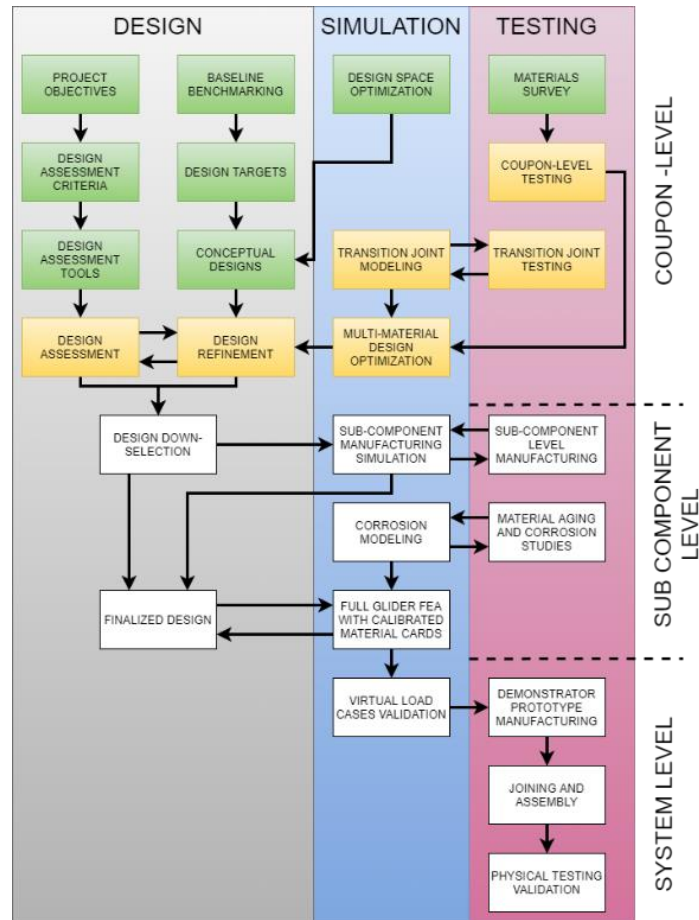 DESIGN
SIMULATION
TESTING
PROJECT
OBJECTIVES
BASELINE
BENCHMARKING
DESIGN SPACE
OPTIMIZATION
MATERIALS
SURVEY
DESIGN
ASSESSMENT
CRITERIA
DESIGN TARGETS
COUPON-LEVEL
TESTING
DESIGN
ASSESSMENT
TOOLS
CONCEPTUAL
DESIGNS
TRANSITION JOINT
MODELING
TRANSITION JOINT
TESTING
DESIGN
ASSESSMENT
DESIGN
REFINEMENT
MULTI-MATERIAL
DESIGN
OPTIMIZATION
COUPON -LEVEL
DESIGN DOWN-
SELECTION
SUB-COMPONENT
MANUFACTURING
SIMULATION
SUB-COMPONENT
LEVEL
MANUFACTURING
CORROSION
MODELING
MATERIAL AGING
AND CORROSION
STUDIES
FINALIZED DESIGN
FULL GLIDER FEA
WITH CALIBRATED
MATERIAL CARDS
SUB COMPONENT
LEVEL
VIRTUAL LOAD
CASES VALIDATION
DEMONSTRATOR
PROTOTYPE
MANUFACTURING
JOINING AND
ASSEMBLY
PHYSICAL TESTING
VALIDATION
SYSTEM LEVEL